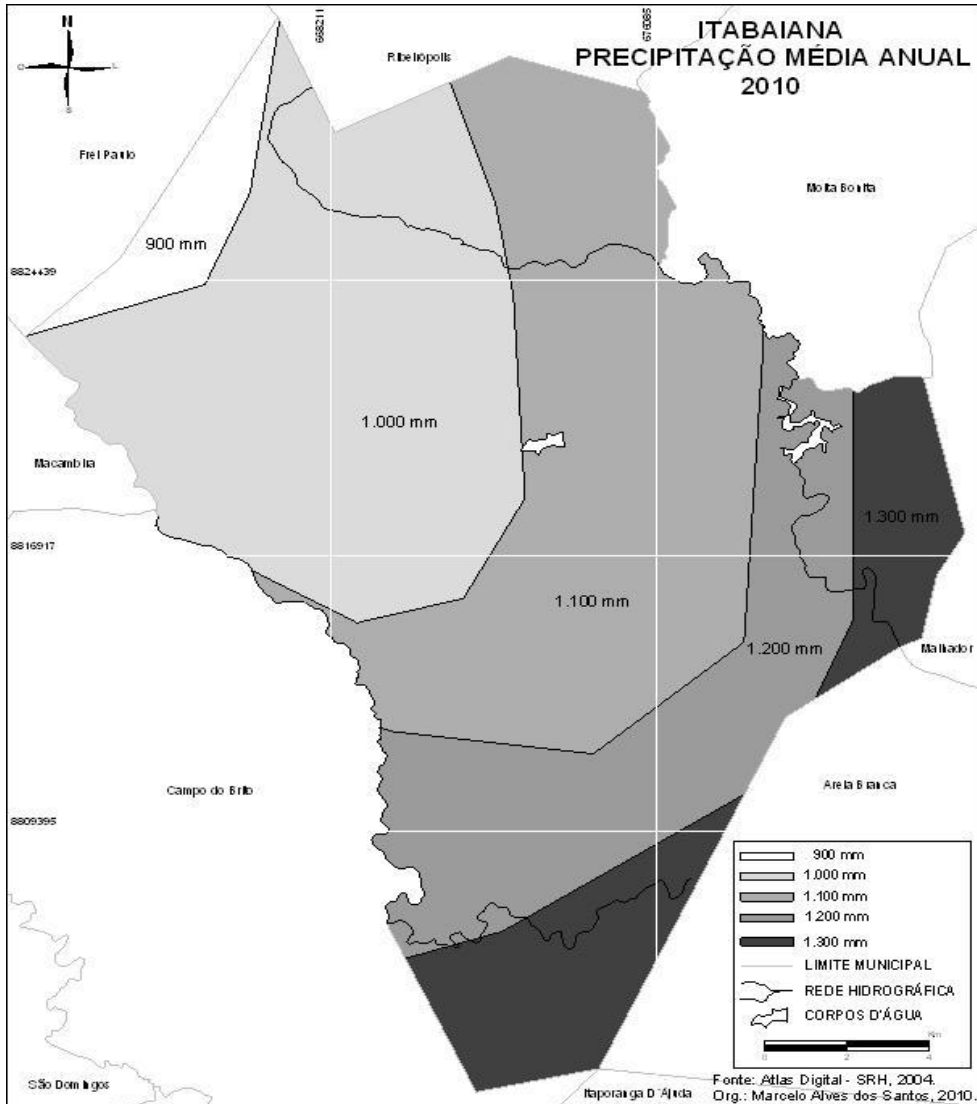 ITABAIANA
PRECIPITAÇÃO MÉDIA ANUAL
2010
N
O
L
S
668211
676085
Ribeirópolis
Frei Paulo
Moita Bonita
900 mm
8824439
1.000 mm
Macambira
1.300 mm
8816917
1.100 mm
1.200 mm
Malhador
Campo do Brito
Areia Branca
8809395
900 mm
1.000 mm
1.100 mm
1.200 mm
1.300 mm
LIMITE MUNICIPAL
REDE HIDROGRÁFICA
CORPOS D'ÁGUA
Km
0 2 4
São Domingos
Itaporanga D'Ajuda
Fonte: Atlas Digital - SRH, 2004.
Org.: Marcelo Alves dos Santos, 2010.